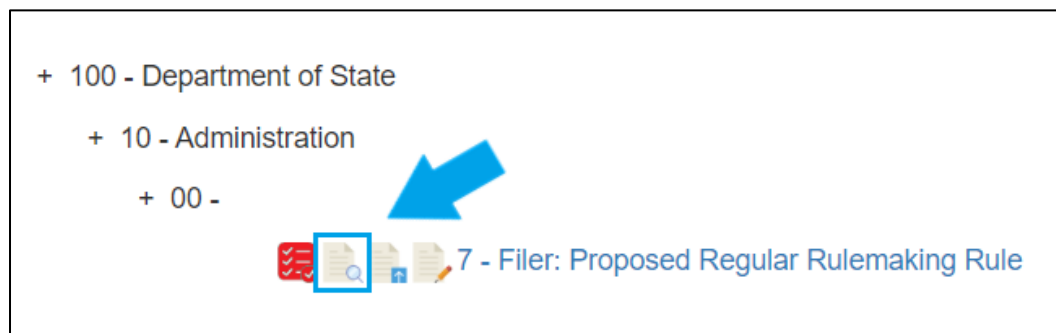 + 100 - Department of State
+ 10 - Administration
+ 00 -
7 - Filer: Proposed Regular Rulemaking Rule